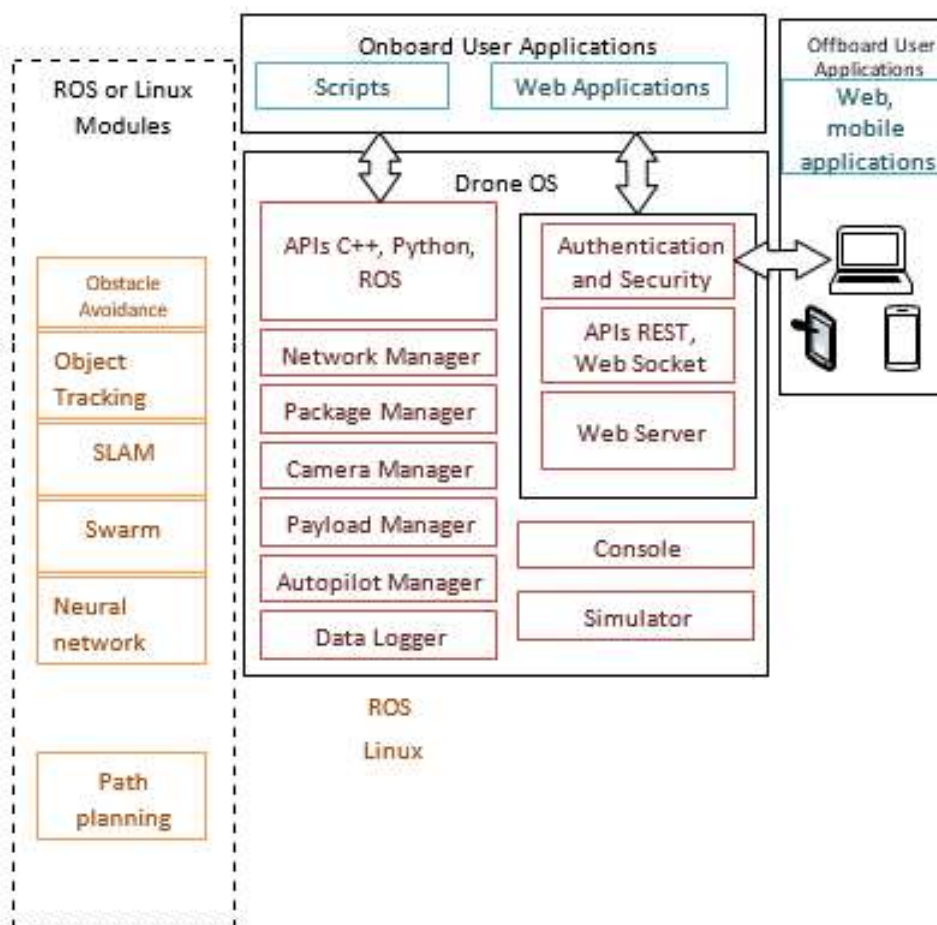 ROS or Linux
Modules
Obstacle
Avoidance
Object
Tracking
SLAM
Swarm
Neural
network
Path
planning
Onboard User Applications
Scripts
Web Applications
Drone OS
APIs C++, Python,
ROS
Network Manager
Package Manager
Camera Manager
Payload Manager
Autopilot Manager
Data Logger
Authentication
and Security
APIs REST,
Web Socket
Web Server
Console
Simulator
ROS
Linux
Offboard User
Applications
Web,
mobile
applications